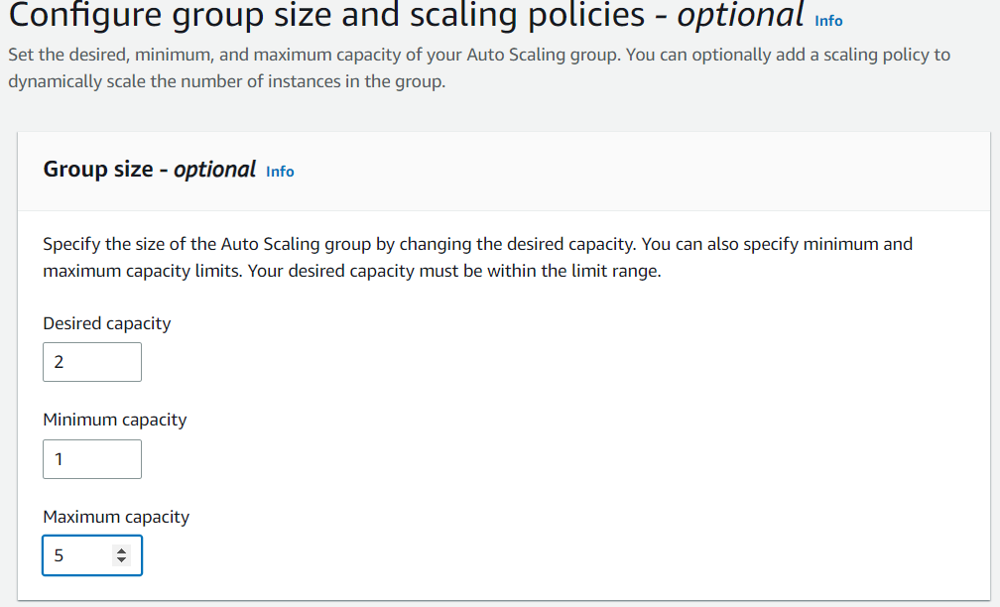 Configure group size and scaling policies - optional Info
Set the desired, minimum, and maximum capacity of your Auto Scaling group. You can optionally add a scaling policy to
dynamically scale the number of instances in the group.
Group size - optional Info
Specify the size of the Auto Scaling group by changing the desired capacity. You can also specify minimum and
maximum capacity limits. Your desired capacity must be within the limit range.
Desired capacity
2
Minimum capacity
1
Maximum capacity
5